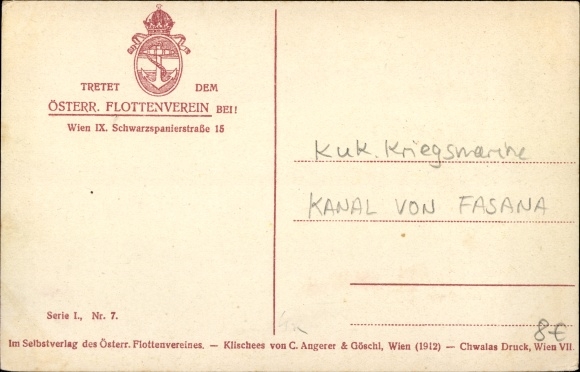 TRETET DEM
ÖSTERR. FLOTTENVEREIN BEI!
Wien IX. Schwarzspanierstraße 15
KuK. Kriegsmarine
KANAL VON FASANA
Serie I., Nr. 7.
8€
Im Selbstverlag des Österr. Flottenvereines. — Klischees von C. Angerer & Göschl, Wien (1912) — Chwalas Druck, Wien VII.